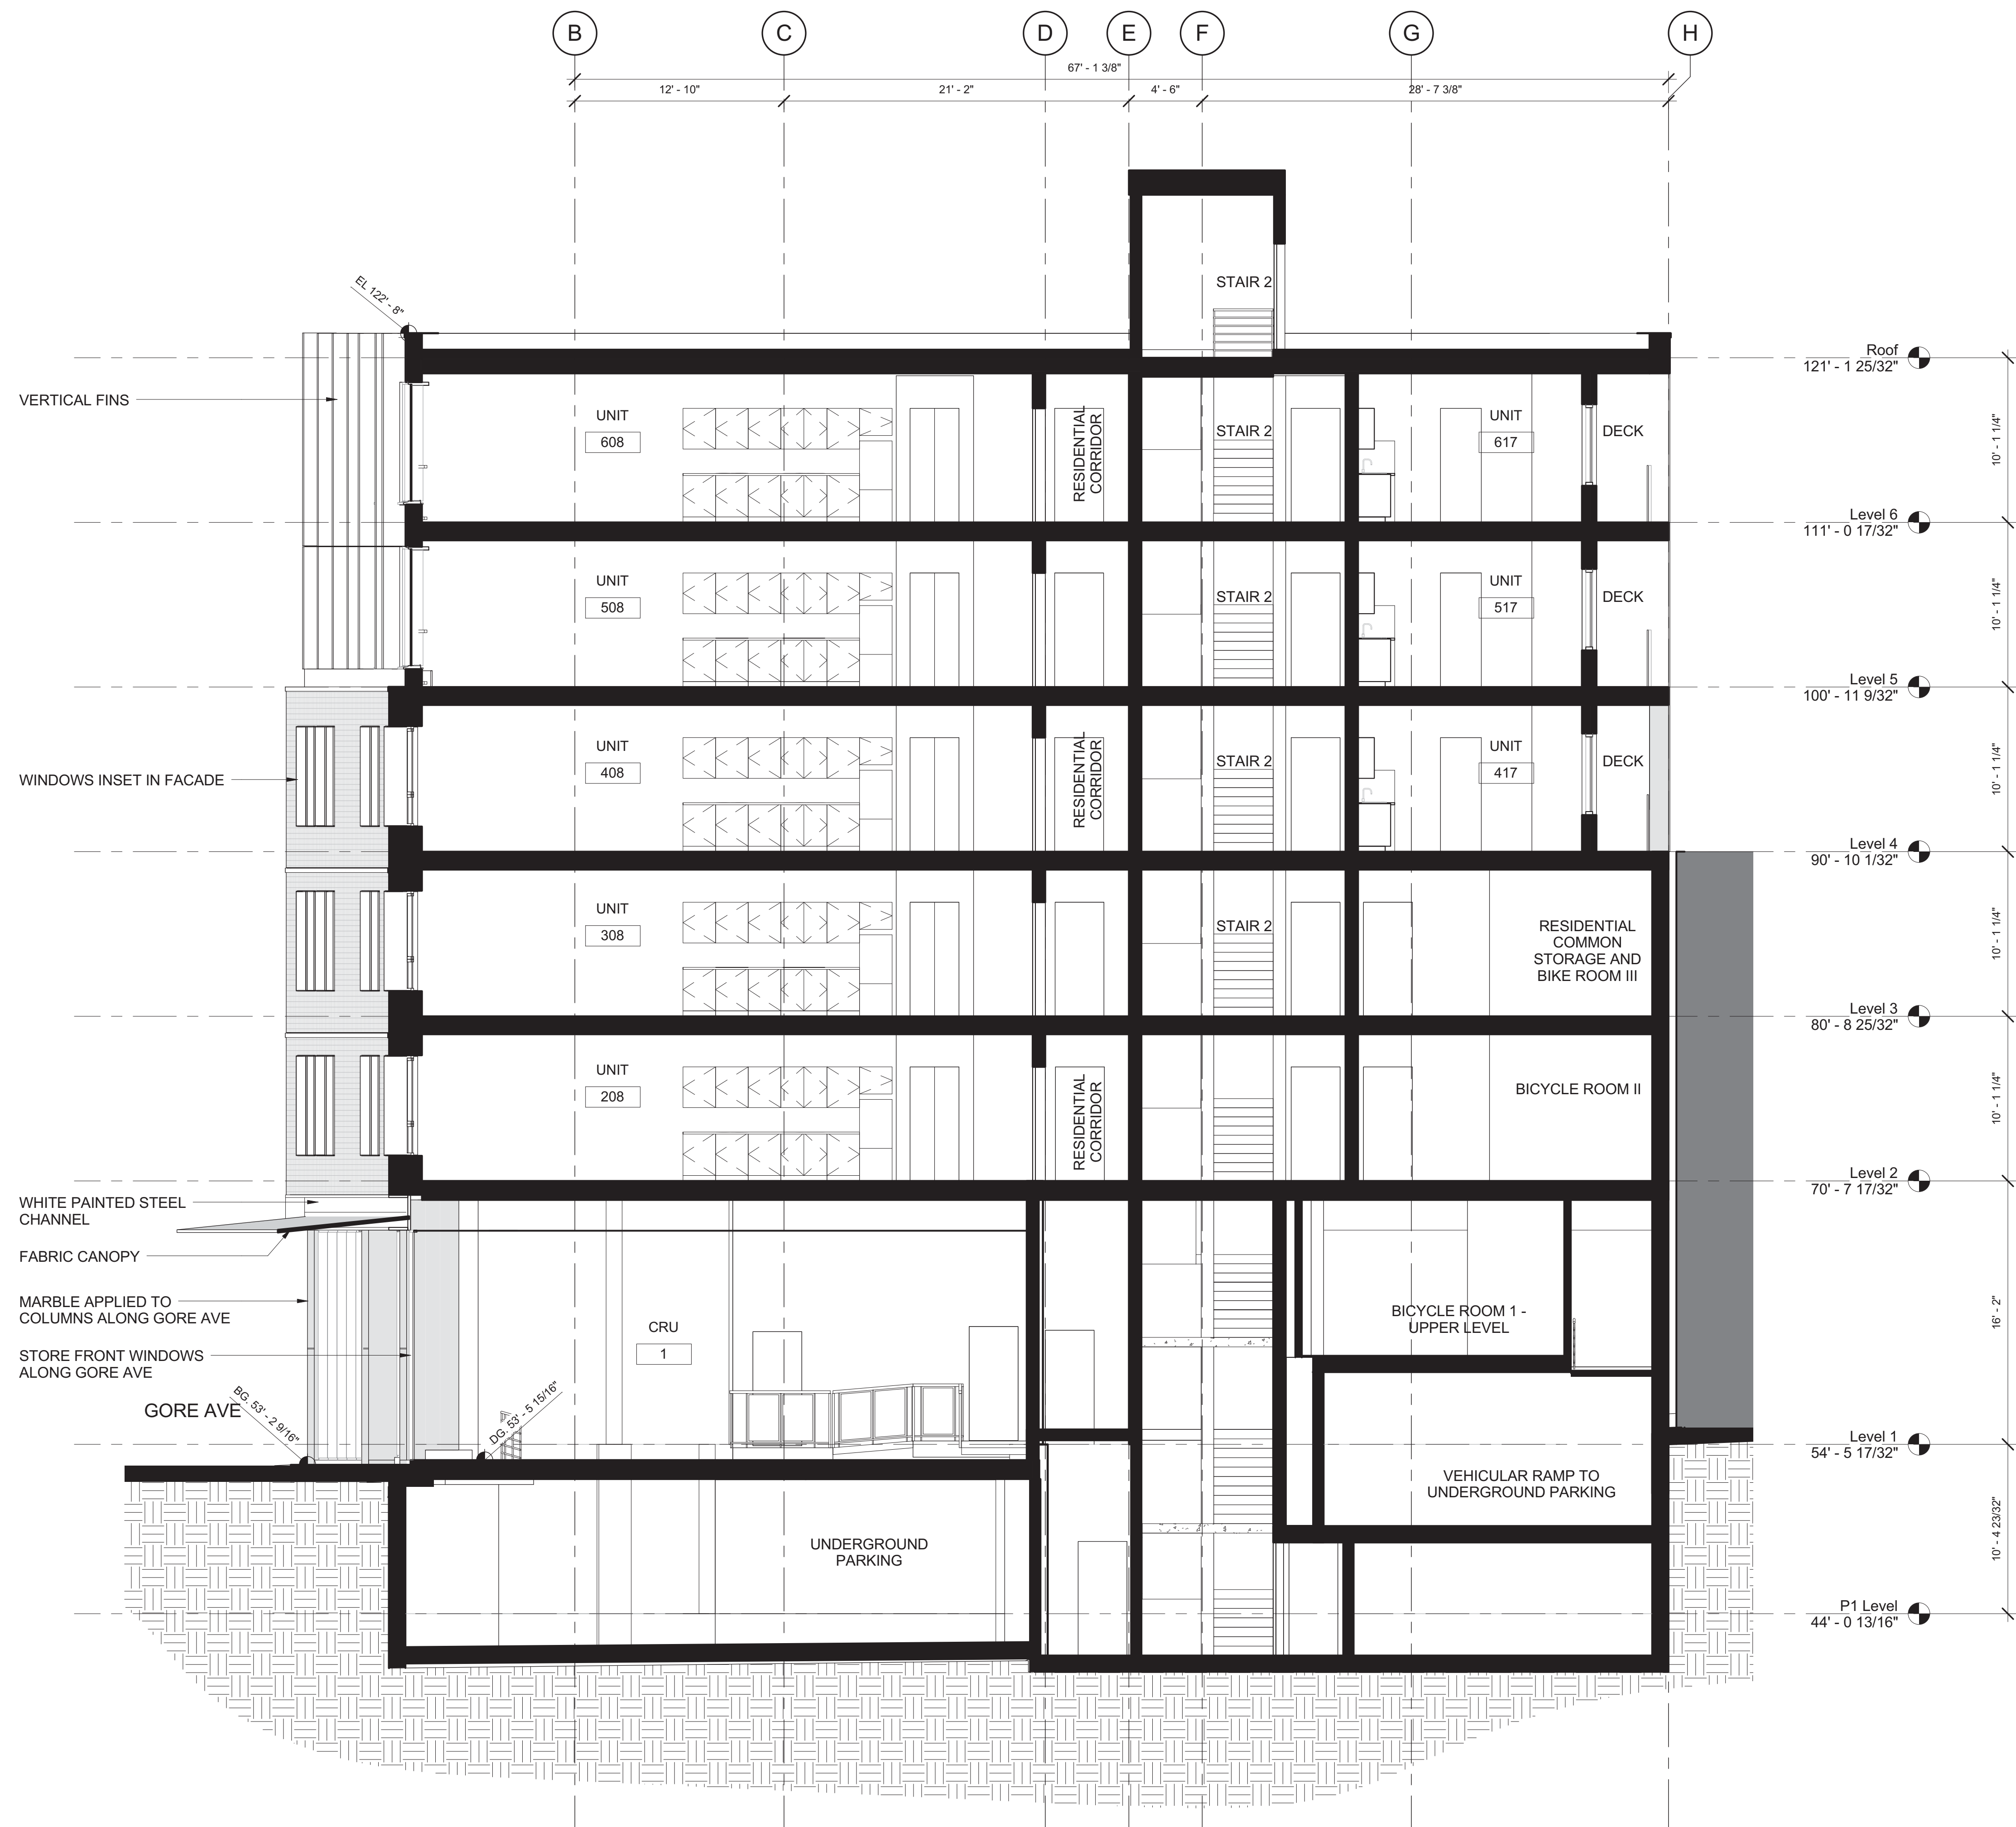 B
C
D
E
F
G
H
67' - 1 3/8"
12' - 10"
21' - 2"
4' - 6"
28' - 7 3/8"
STAIR 2
EL 122' - 8"
Roof
121' - 1 25/32"
VERTICAL FINS
UNIT
608
RESIDENTIAL
CORRIDOR
STAIR 2
UNIT
617
DECK
10' - 1 1/4"
Level 6
111' - 0 17/32"
UNIT
508
STAIR 2
UNIT
517
DECK
10' - 1 1/4"
Level 5
100' - 11 9/32"
WINDOWS INSET IN FACADE
UNIT
408
RESIDENTIAL
CORRIDOR
STAIR 2
UNIT
417
DECK
10' - 1 1/4"
Level 4
90' - 10 1/32"
UNIT
308
STAIR 2
RESIDENTIAL
COMMON
STORAGE AND
BIKE ROOM III
10' - 1 1/4"
Level 3
80' - 8 25/32"
UNIT
208
RESIDENTIAL
CORRIDOR
BICYCLE ROOM II
10' - 1 1/4"
Level 2
70' - 7 17/32"
WHITE PAINTED STEEL
CHANNEL
FABRIC CANOPY
MARBLE APPLIED TO
COLUMNS ALONG GORE AVE
STORE FRONT WINDOWS
ALONG GORE AVE
CRU
1
BICYCLE ROOM 1 -
UPPER LEVEL
16' - 2"
GORE AVE
BG. 53' - 2 9/16"
DG. 53' - 5 15/16"
Level 1
54' - 5 17/32"
VEHICULAR RAMP TO
UNDERGROUND PARKING
UNDERGROUND
PARKING
10' - 4 23/32"
P1 Level
44' - 0 13/16"